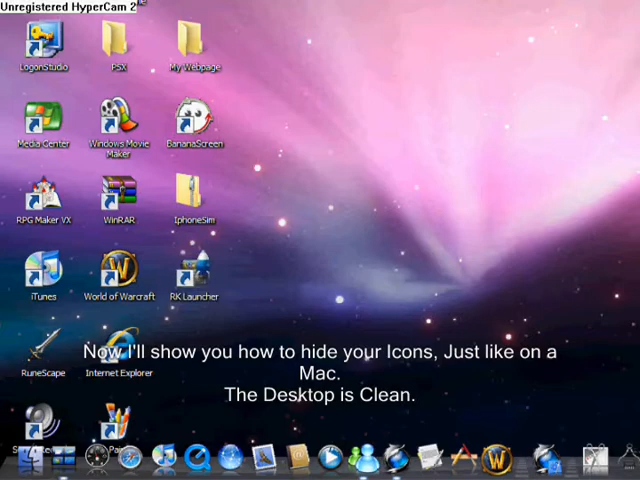 Unregistered HyperCam 2
LogonStudio
PSX
My Webpage
Media Center
Windows Movie
Maker
BananaScreen
RPG Maker VX
WinRAR
IphoneSim
iTunes
World of Warcraft
RK Launcher
RuneScape
Internet Explorer
Now I'll show you how to hide your Icons, Just like on a
Mac.
The Desktop is Clean.